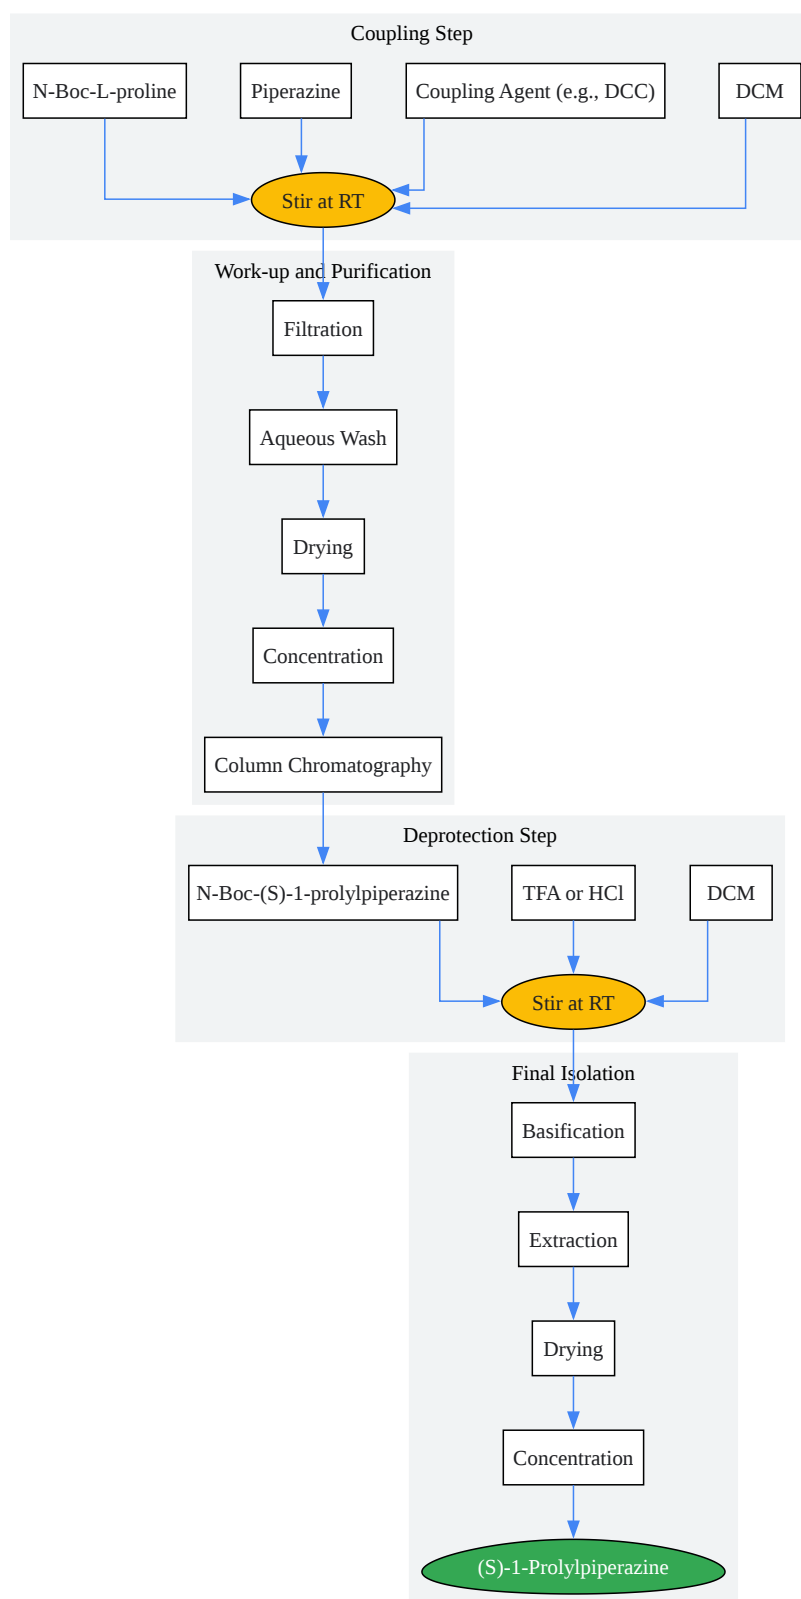 Coupling Step
N-Boc-L-proline
Piperazine
Coupling Agent (e.g., DCC)
DCM
Stir at RT
Work-up and Purification
Filtration
Aqueous Wash
Drying
Concentration
Column Chromatography
Deprotection Step
N-Boc-(S)-1-prolylpiperazine
TFA or HCl
DCM
Stir at RT
Final Isolation
Basification
Extraction
Drying
Concentration
(S)-1-Prolylpiperazine